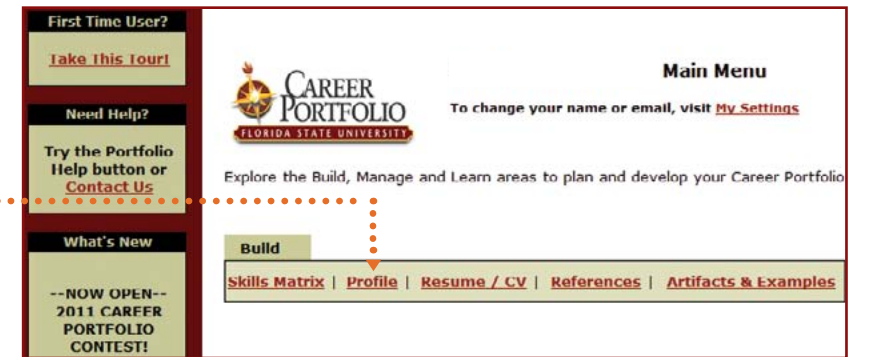 First Time User?
Take This Tour!
Need Help?
Try the Portfolio
Help button or
Contact Us
What's New
--NOW OPEN--
2011 CAREER
PORTFOLIO
CONTEST!
CAREER
PORTFOLIO
FLORIDA STATE UNIVERSITY
Main Menu
To change your name or email, visit My Settings
Explore the Build, Manage and Learn areas to plan and develop your Career Portfolio
Build
Skills Matrix | Profile | Resume / CV | References | Artifacts & Examples